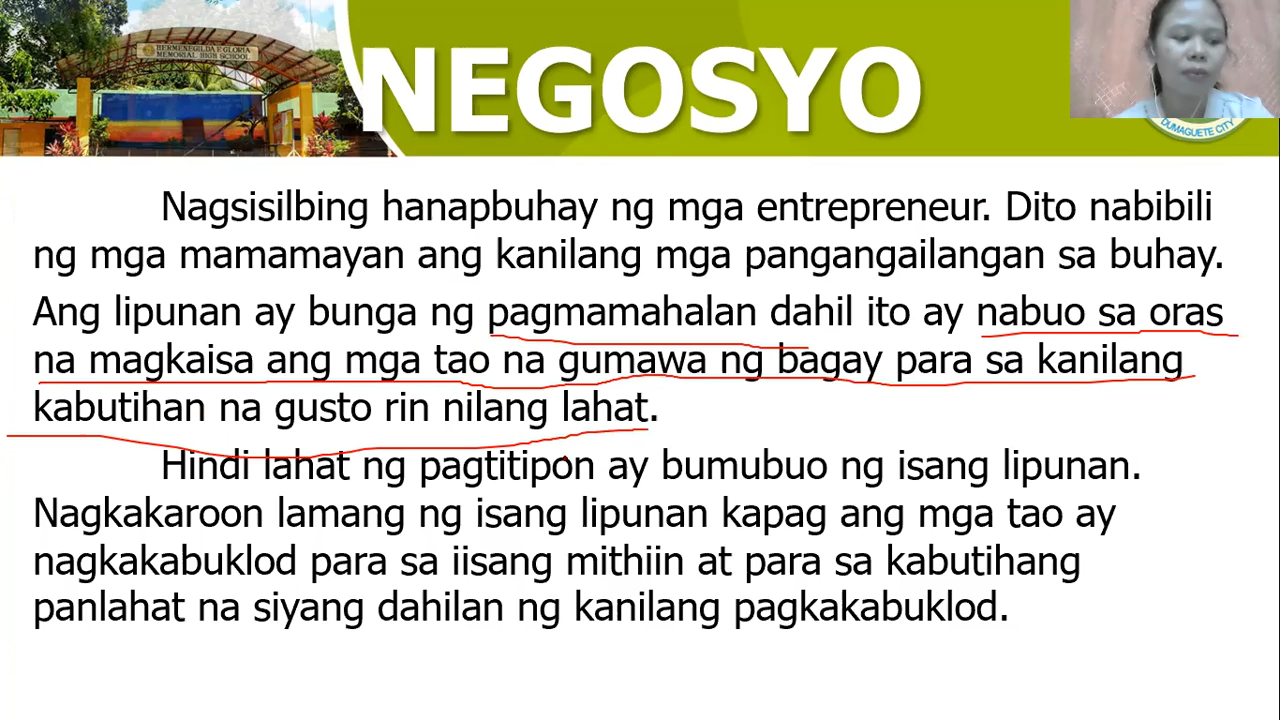 HERMENEGILDA F. GLORIA
MEMORIAL HIGH SCHOOL
NEGOSYO
DUMAGUETE CITY
Nagsisilbing hanapbuhay ng mga entrepreneur. Dito nabibili
ng mga mamamayan ang kanilang mga pangangailangan sa buhay.
Ang lipunan ay bunga ng pagmamahalan dahil ito ay nabuo sa oras
na magkaisa ang mga tao na gumawa ng bagay para sa kanilang
kabutihan na gusto rin nilang lahat.
Hindi lahat ng pagtitipon ay bumubuo ng isang lipunan.
Nagkakaroon lamang ng isang lipunan kapag ang mga tao ay
nagkakabuklod para sa iisang mithiin at para sa kabutihang
panlahat na siyang dahilan ng kanilang pagkakabuklod.